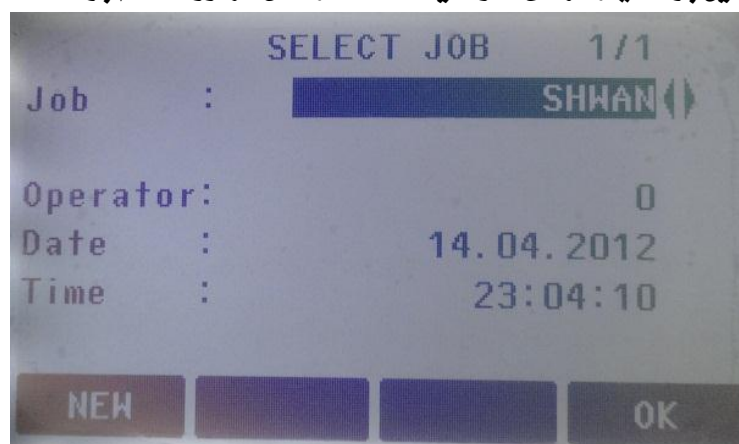 SELECT JOB 1/1
Job : SHWAN
Operator: 0
Date : 14.04.2012
Time : 23:04:10
NEW OK